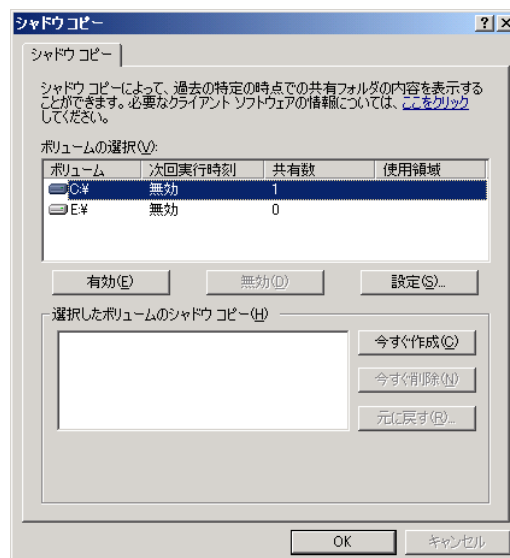 シャドウ コピー
シャドウ コピー
シャドウ コピーによって、過去の特定の時点での共有フォルダの内容を表示する
ことができます。必要なクライアント ソフトウェアの情報については、ここをクリック
してください。
ボリュームの選択(V):
ボリューム 次回実行時刻 共有数 使用領域
C:¥ 無効 1
E:¥ 無効 0
有効(E) 無効(D) 設定(S)...
選択したボリュームのシャドウ コピー(H)
今すぐ作成(C)
今すぐ削除(N)
元に戻す(R)...
OK キャンセル